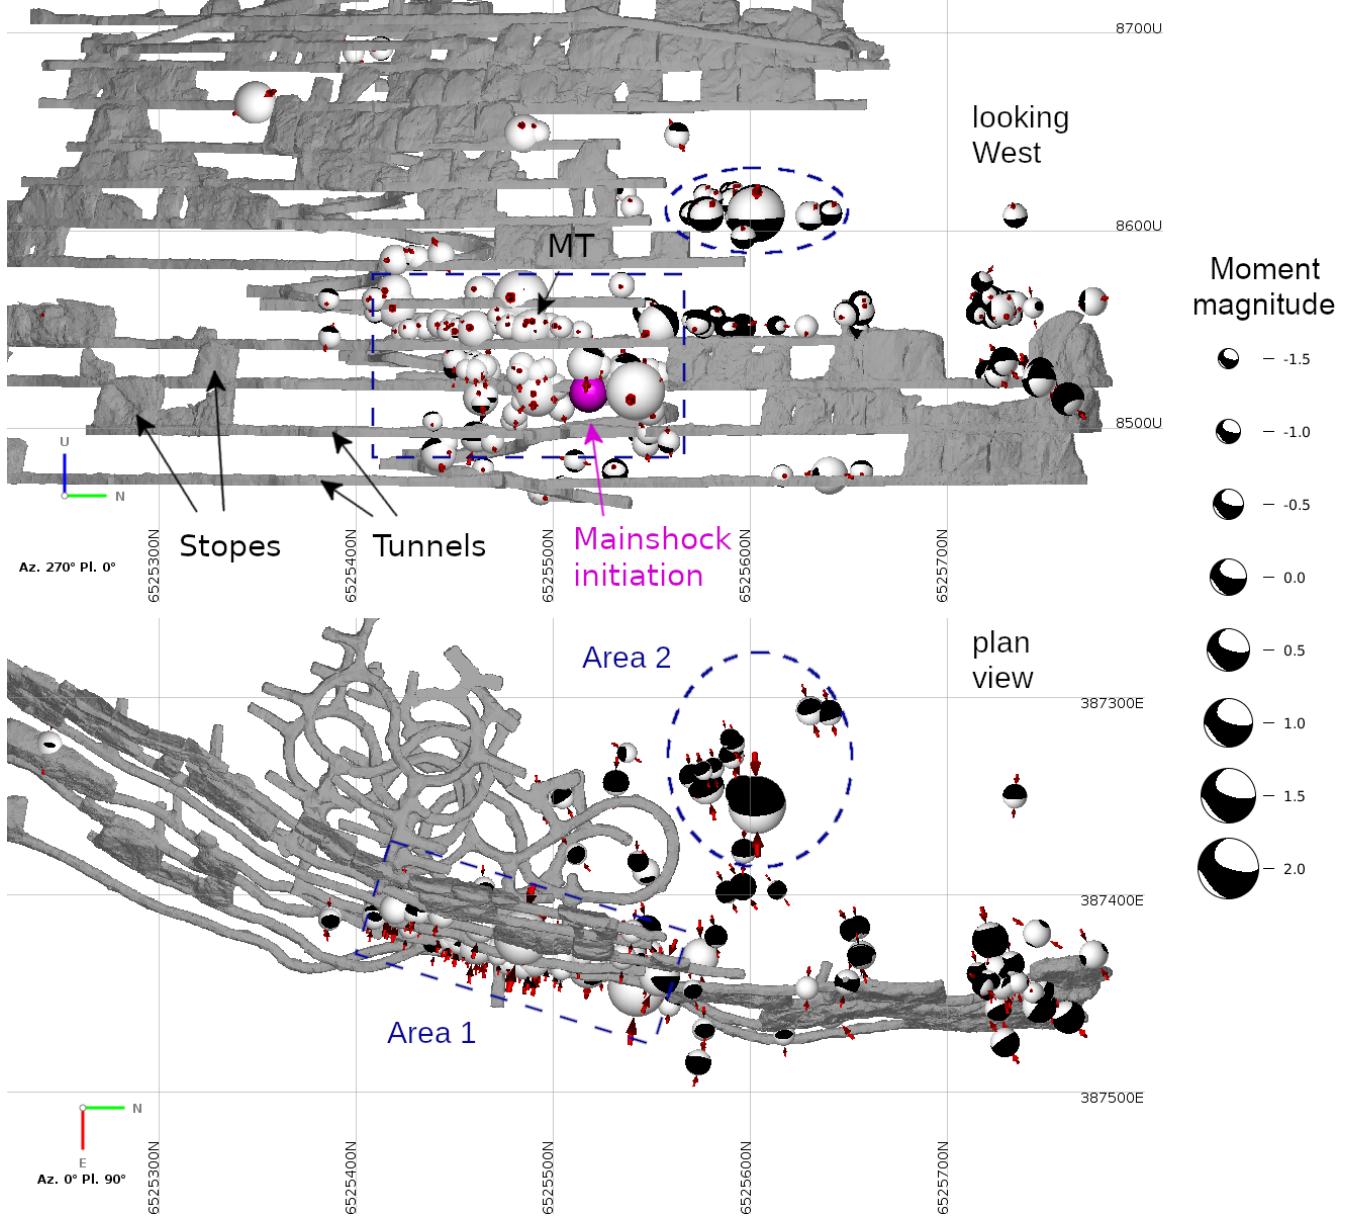 8700U
looking
West
8600U
MT
Moment
magnitude
-1.5
-1.0
8500U
U
N
-0.5
Stopes
Tunnels
Mainshock
initiation
Az. 270° Pl. 0°
6525300N
6525400N
6525500N
6525600N
6525700N
0.0
Area 2
plan
view
0.5
387300E
1.0
1.5
2.0
387400E
Area 1
387500E
N
E
Az. 0° Pl. 90°
6525300N
6525400N
6525500N
6525600N
6525700N